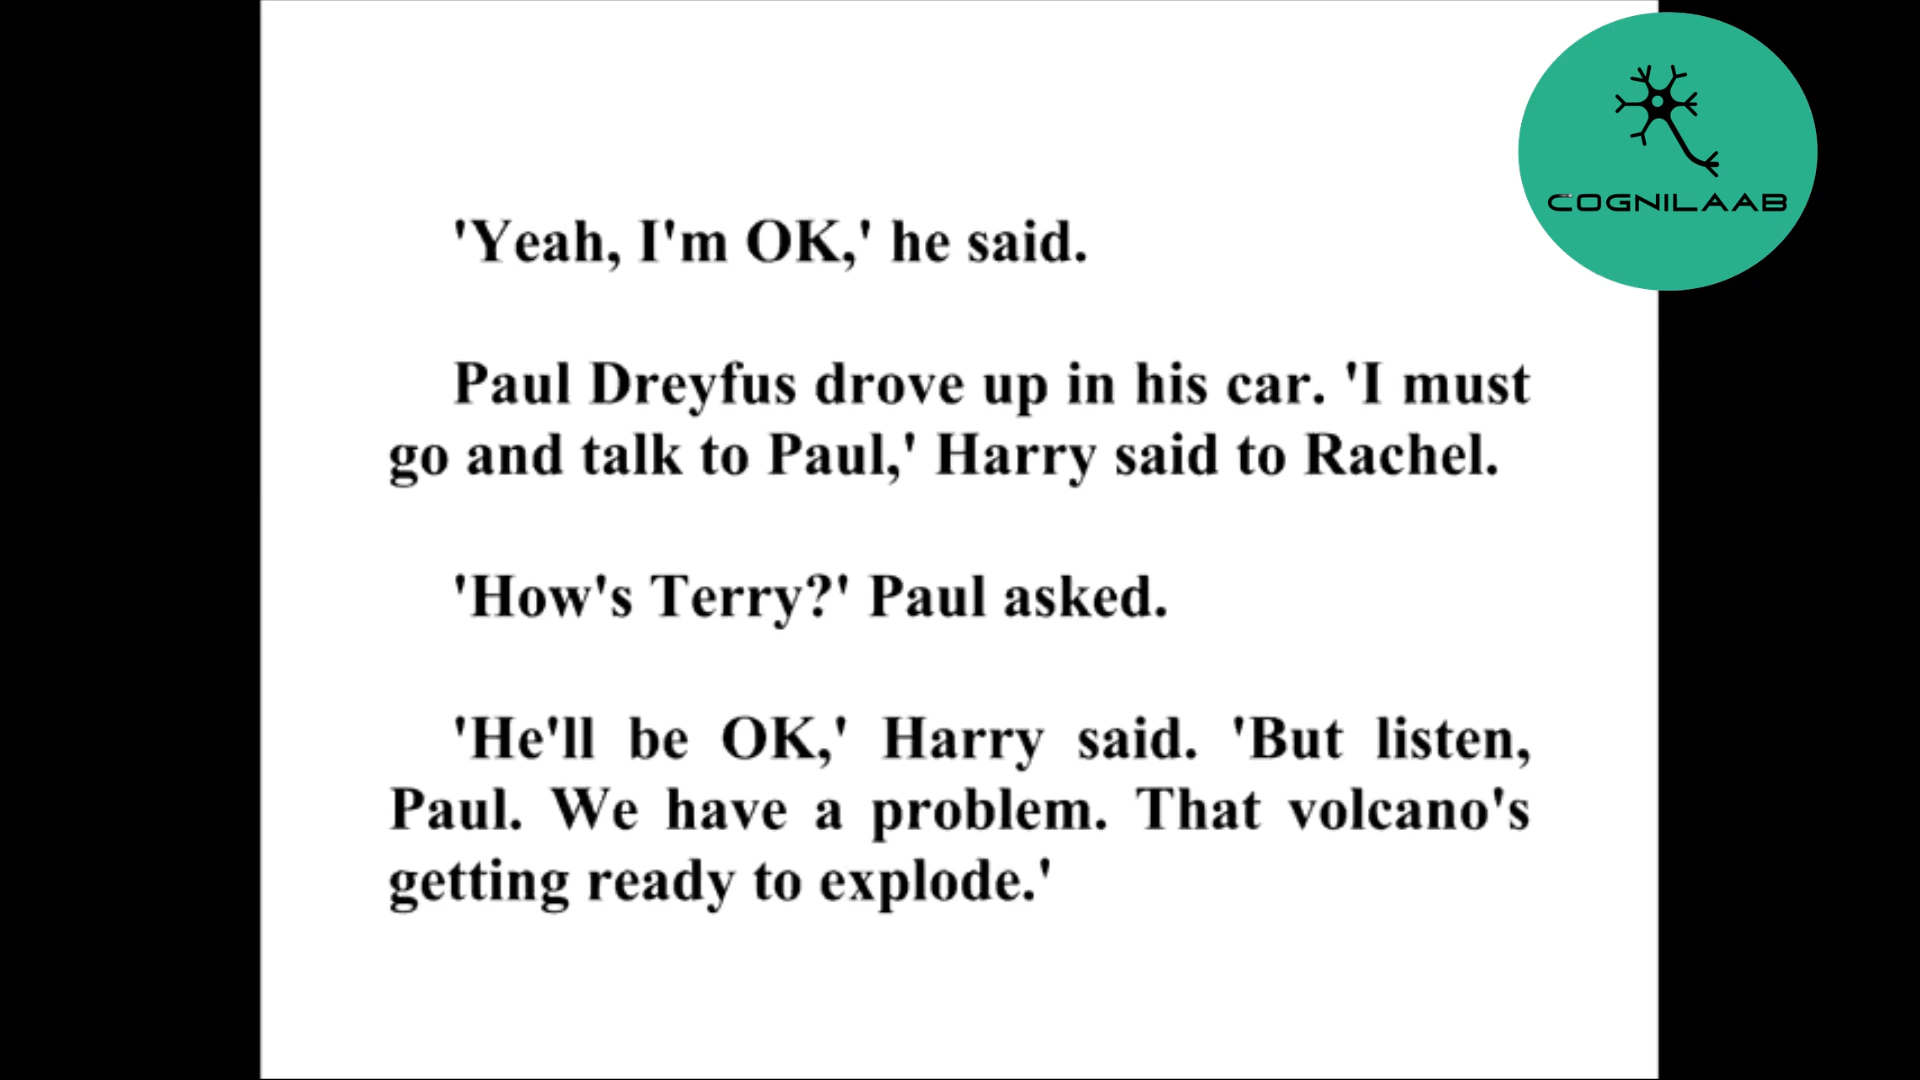 COGNILAAB
'Yeah, I'm OK,' he said.
Paul Dreyfus drove up in his car. 'I must
go and talk to Paul,' Harry said to Rachel.
'How's Terry?' Paul asked.
'He'll be OK,' Harry said. 'But listen,
Paul. We have a problem. That volcano's
getting ready to explode.'